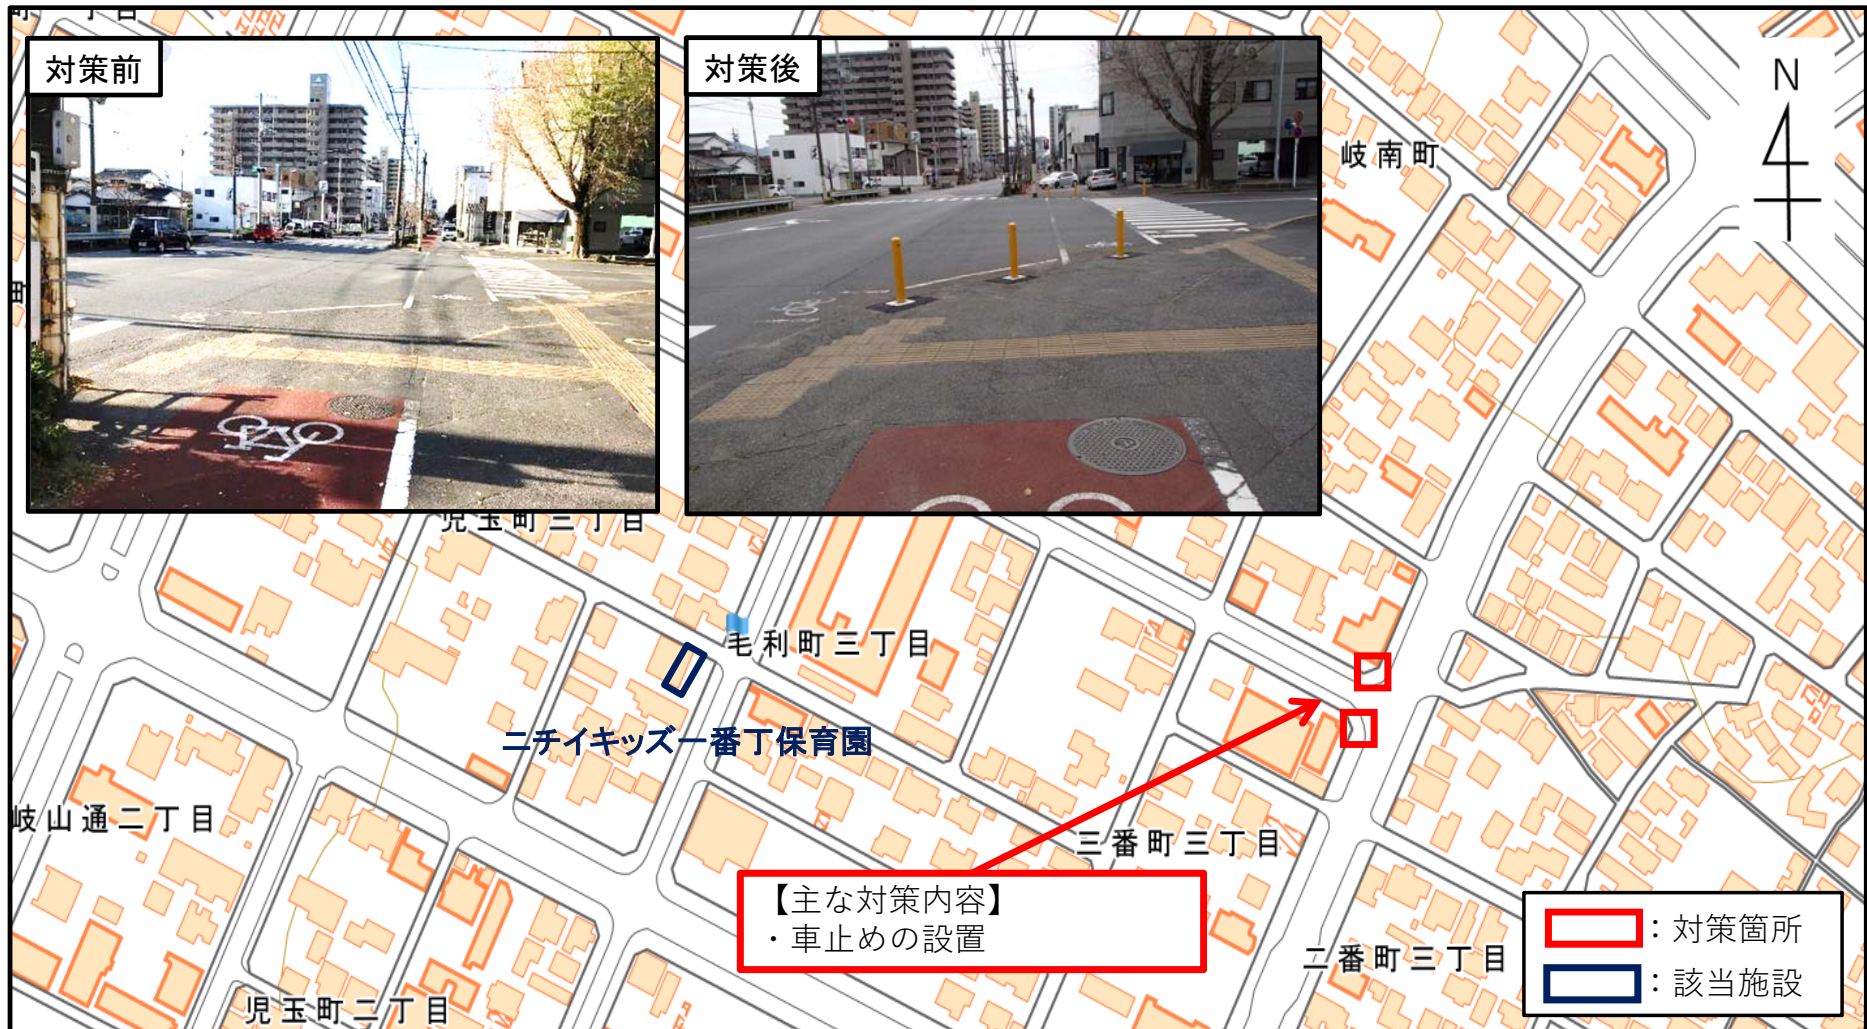 対策前
対策後
N
岐南町
児玉町三丁目
毛利町三丁目
ニチイキッズ一番丁保育園
岐山通二丁目
三番町三丁目
【主な対策内容】
・車止めの設置
二番町三丁目
児玉町二丁目
：対策箇所
：該当施設